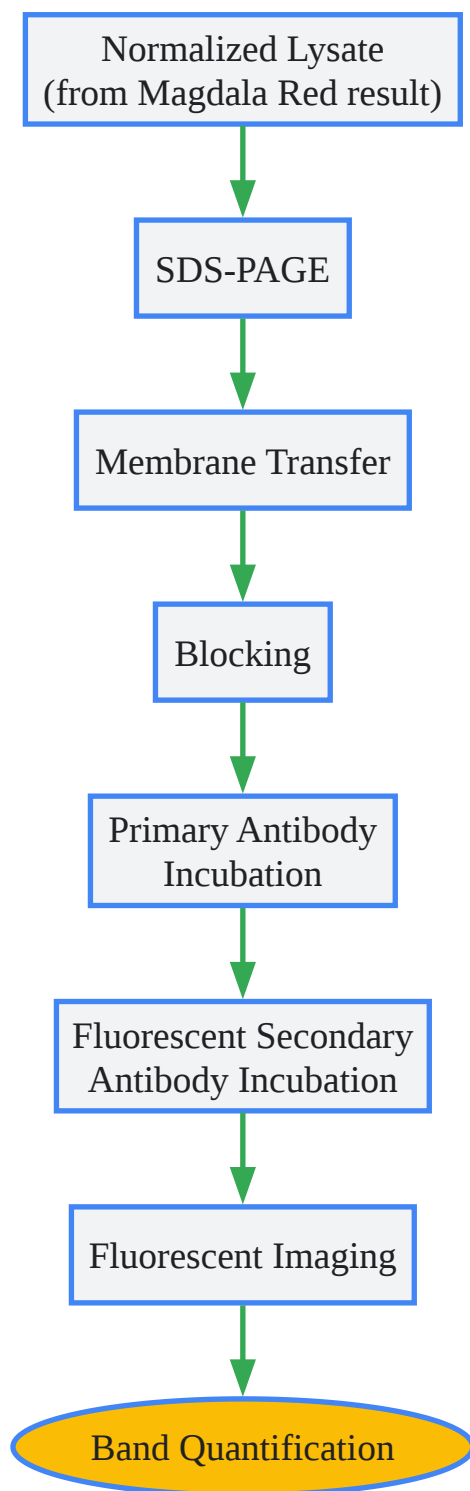 Normalized Lysate
(from Magdala Red result)
SDS-PAGE
Membrane Transfer
Blocking
Primary Antibody
Incubation
Fluorescent Secondary
Antibody Incubation
Fluorescent Imaging
Band Quantification